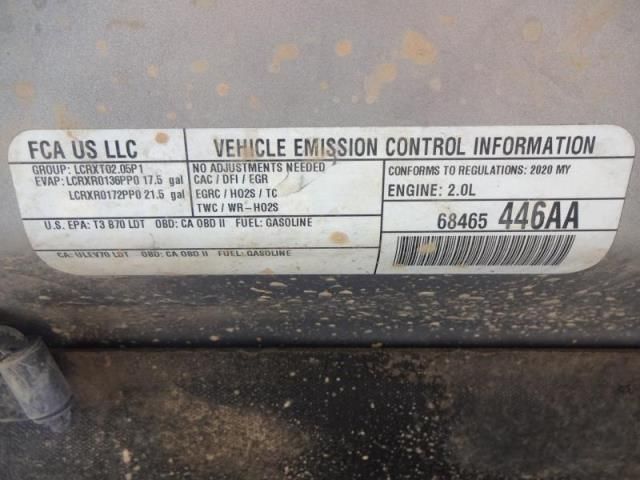 FCA US LLC
VEHICLE EMISSION CONTROL INFORMATION
GROUP: LCRXT02.05P1
EVAP: LCRXR0136PP0 17.5 gal
LCRXR0172PP0 21.5 gal
NO ADJUSTMENTS NEEDED
CAC / DFI / EGR
EGRC / HO2S / TC
TWC / WR-HO2S
CONFORMS TO REGULATIONS: 2020 MY
ENGINE: 2.0L
U.S. EPA: T3 B70 LDT OBD: CA OBD II FUEL: GASOLINE
68465 446AA
CA: ULEV70 LDT OBD: CA OBD II FUEL: GASOLINE